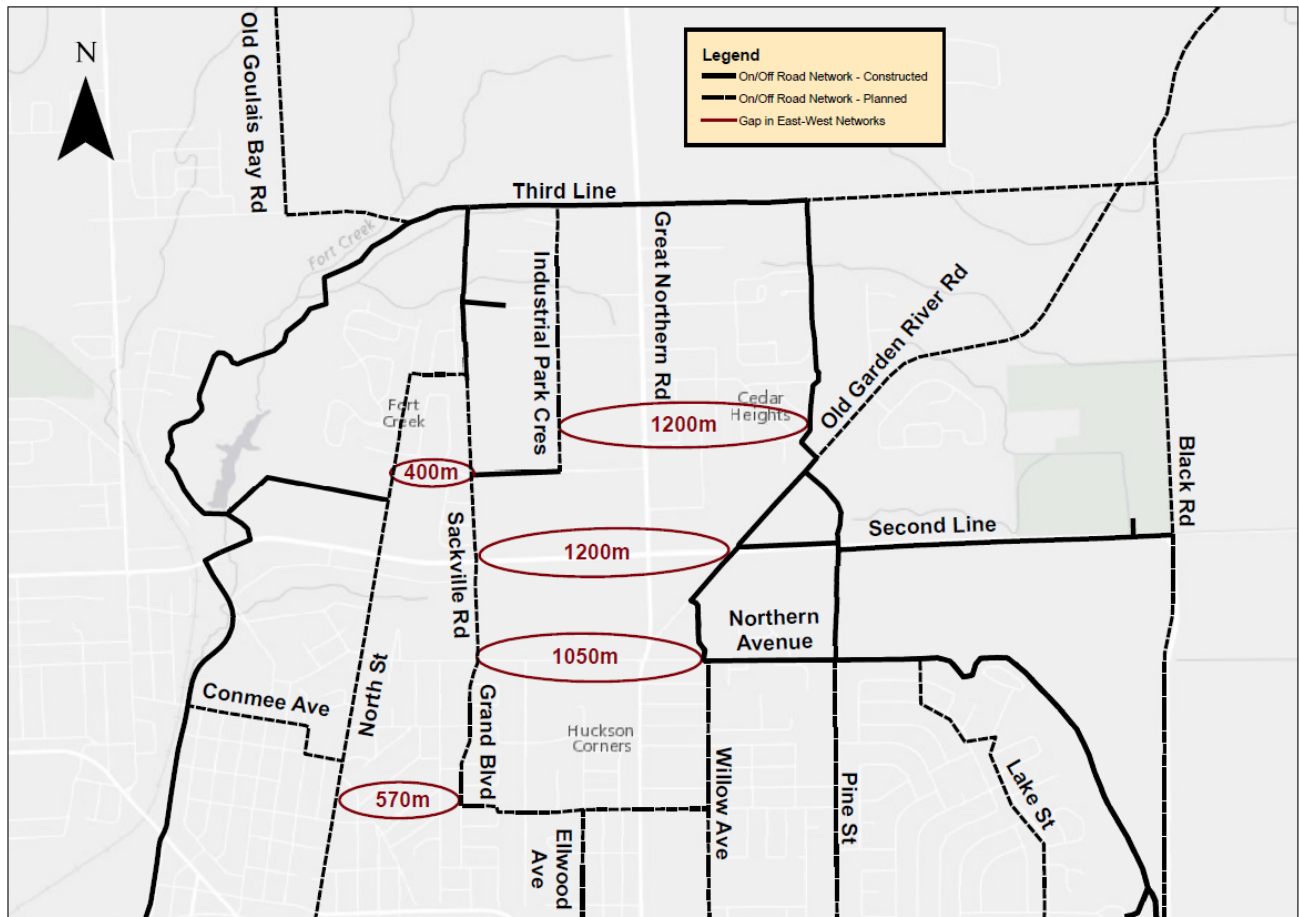 N
Old Goulais Bay Rd
Legend
On/Off Road Network - Constructed
On/Off Road Network - Planned
Gap in East-West Networks
Third Line
Fort Creek
Industrial Park Cres
Great Northern Rd
Old Garden River Rd
Cedar
Heights
Fort
Creek
1200m
400m
Black Rd
Sackville Rd
Second Line
1200m
Northern
Avenue
1050m
North St
Conmee Ave
Grand Blvd
Huckson
Corners
Willow Ave
Pine St
Lake St
570m
Ellwood
Ave